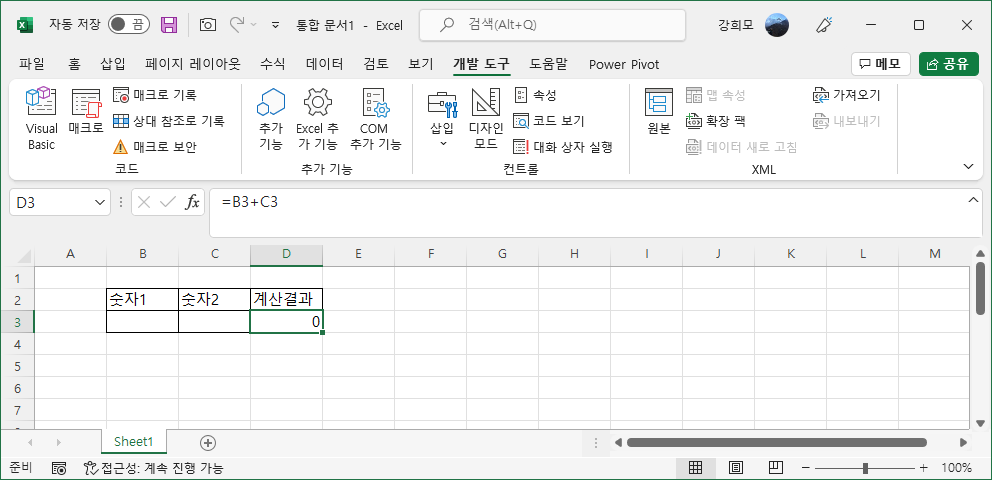 자동 저장 끔 통합 문서1 - Excel 검색(Alt+Q) 강희모
파일 홈 삽입 페이지 레이아웃 수식 데이터 검토 보기 개발 도구 도움말 Power Pivot 메모 공유
Visual Basic
매크로
매크로 기록
상대 참조로 기록
매크로 보안
코드
추가 기능
Excel 추가 기능
COM 추가 기능
추가 기능
삽입
디자인 모드
속성
코드 보기
대화 상자 실행
컨트롤
원본
맵 속성
확장 팩
데이터 새로 고침
가져오기
내보내기
XML
D3 fx =B3+C3
A B C D E F G H I J K L M
1
2 숫자1 숫자2 계산결과
3 0
4
5
6
7
Sheet1
준비 접근성: 계속 진행 가능 100%